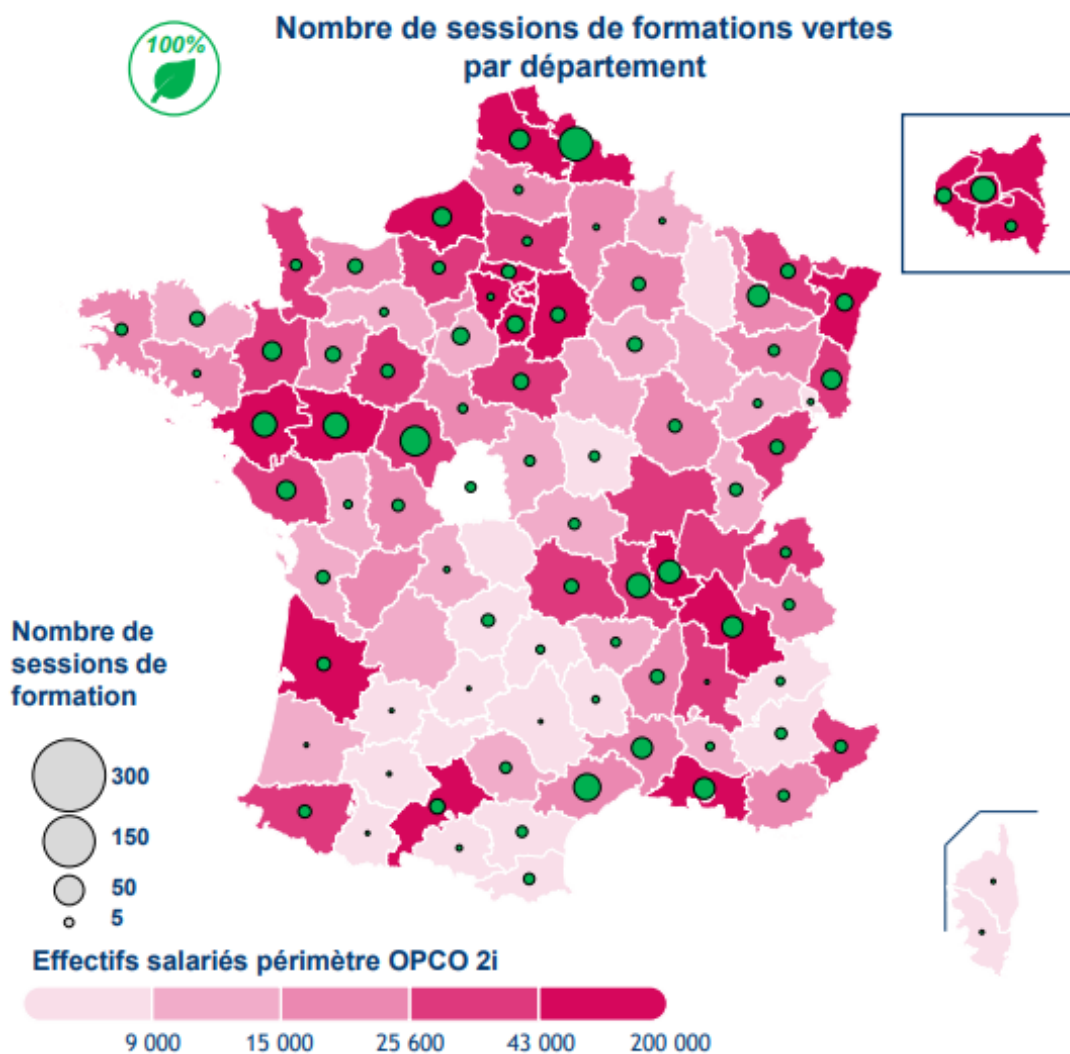 100%
Nombre de sessions de formations vertes
par département
Nombre de
sessions de
formation
300
150
50
5
Effectifs salariés périmètre OPCO 2i
9 000 15 000 25 600 43 000 200 000